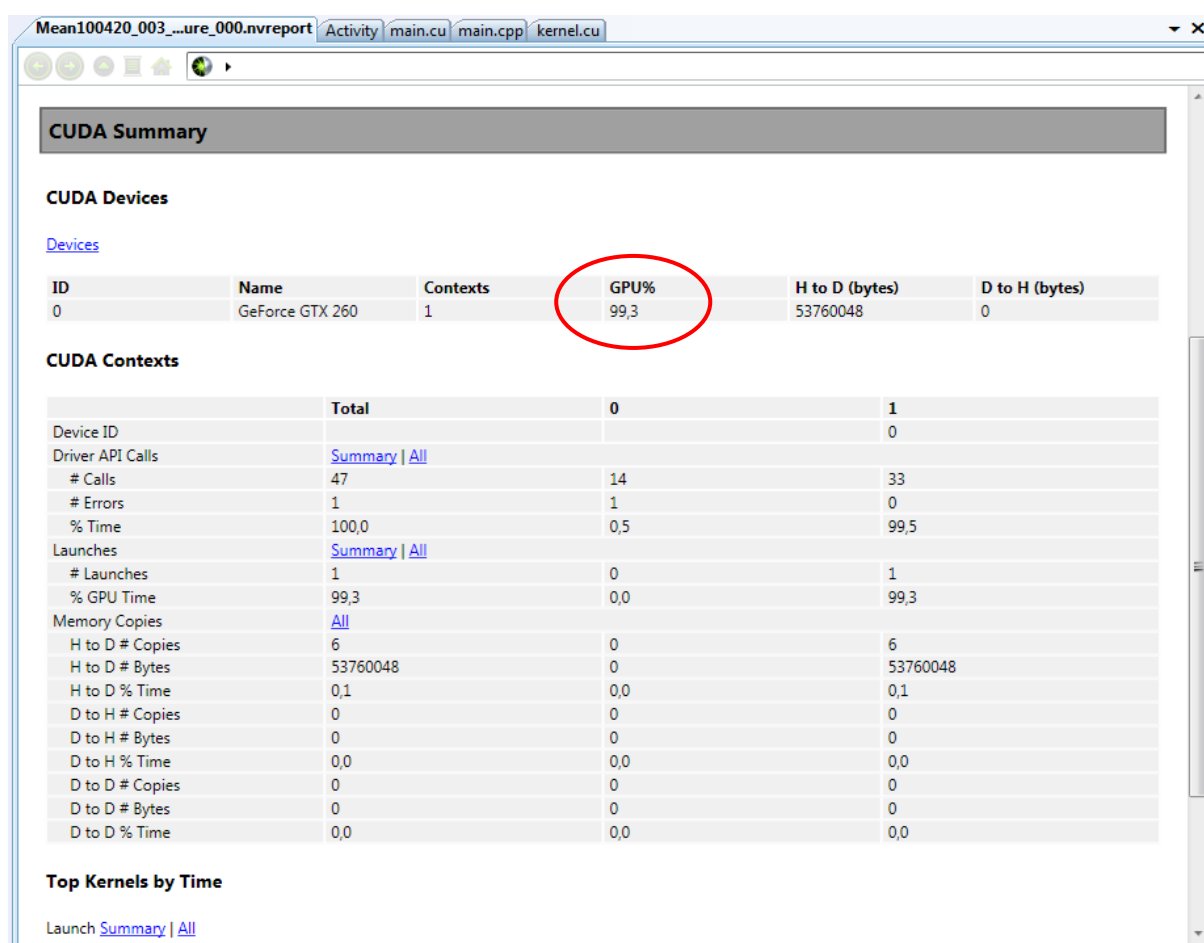 Mean100420_003_...ure_000.nvreport Activity main.cu main.cpp kernel.cu
CUDA Summary
CUDA Devices
Devices
ID Name Contexts GPU% H to D (bytes) D to H (bytes)
0 GeForce GTX 260 1 99,3 53760048 0
CUDA Contexts
Total 0 1
Device ID 0
Driver API Calls Summary | All
# Calls 47 14 33
# Errors 1 1 0
% Time 100,0 0,5 99,5
Launches Summary | All
# Launches 1 0 1
% GPU Time 99,3 0,0 99,3
Memory Copies All
H to D # Copies 6 0 6
H to D # Bytes 53760048 0 53760048
H to D % Time 0,1 0,0 0,1
D to H # Copies 0 0 0
D to H # Bytes 0 0 0
D to H % Time 0,0 0,0 0,0
D to D # Copies 0 0 0
D to D # Bytes 0 0 0
D to D % Time 0,0 0,0 0,0
Top Kernels by Time
Launch Summary | All